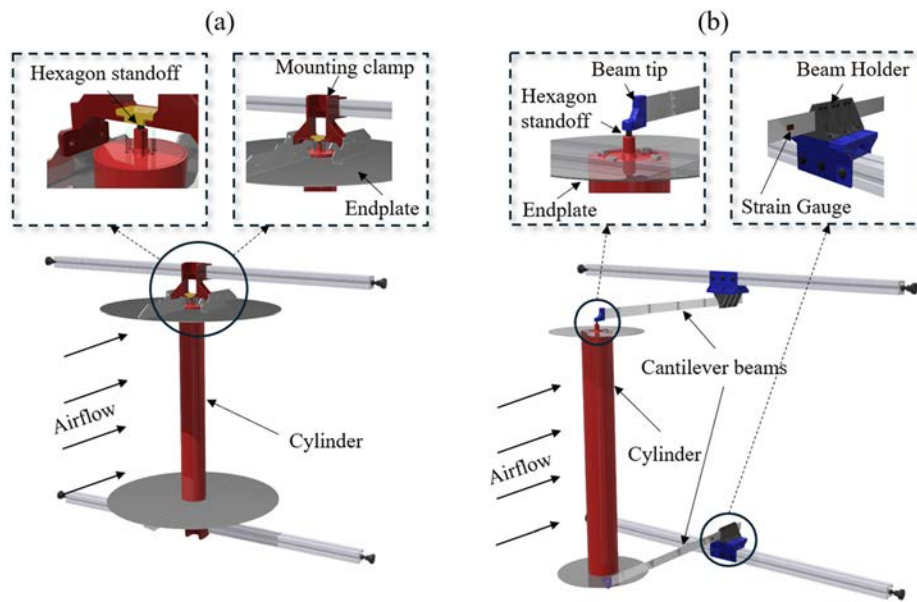 (a)
Hexagon standoff
Mounting clamp
Endplate
Airflow
Cylinder
(b)
Beam tip
Hexagon
standoff
Endplate
Beam Holder
Strain Gauge
Cantilever beams
Cylinder
Airflow